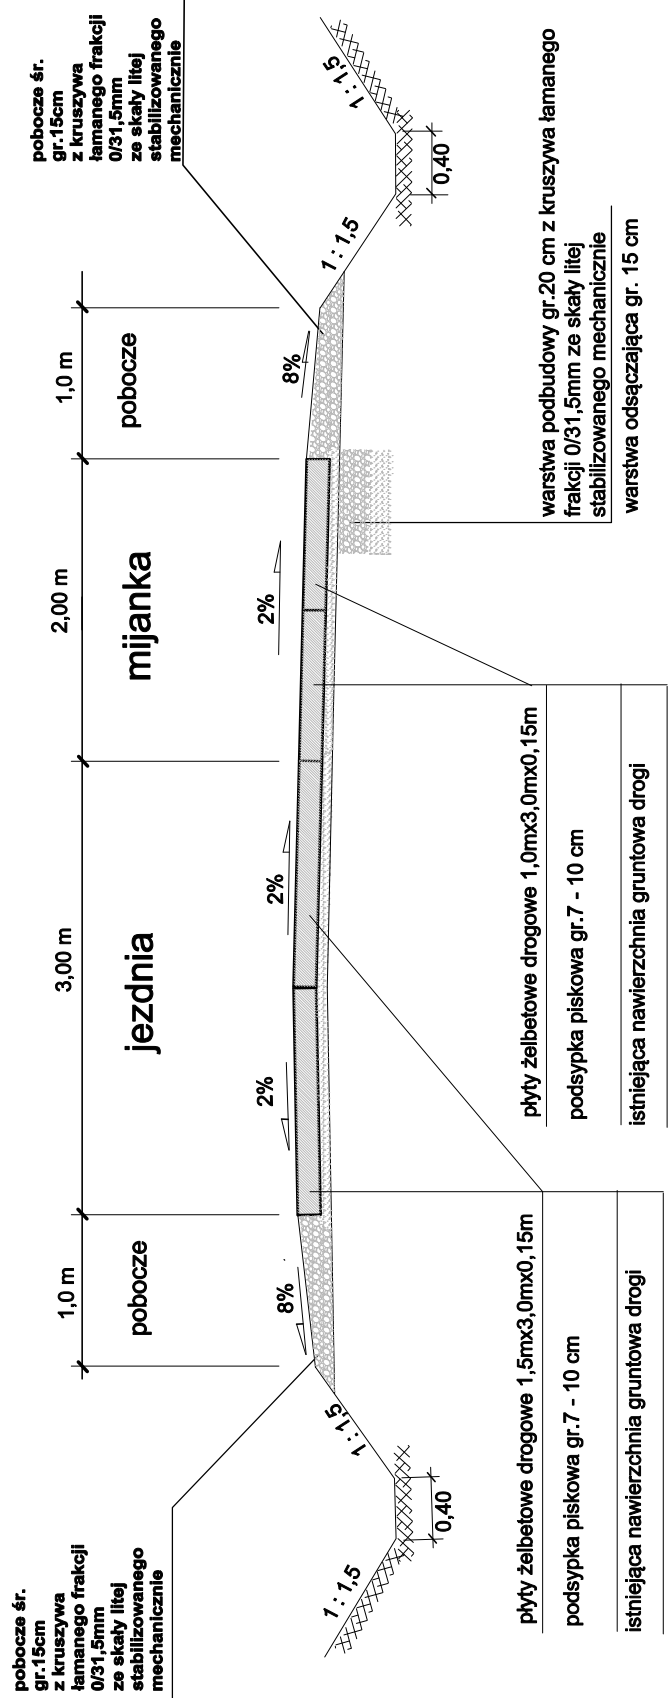 pobocze śr.
gr.15cm
z kruszywa
łamanego frakcji
0/31,5mm
ze skały litej
stabilizowanego
mechanicznie
1,0 m
3,00 m
2,00 m
1,0 m
pobocze
jezdnia
mijanka
pobocze
pobocze śr.
gr.15cm
z kruszywa
łamanego frakcji
0/31,5mm
ze skały litej
stabilizowanego
mechanicznie
8%
2%
2%
2%
8%
1 : 1,5
1 : 1,5
1 : 1,5
1 : 1,5
0,40
0,40
płyty żelbetowe drogowe 1,5mx3,0mx0,15m
podsypka piskowa gr.7 - 10 cm
istniejąca nawierzchnia gruntowa drogi
płyty żelbetowe drogowe 1,0mx3,0mx0,15m
podsypka piskowa gr.7 - 10 cm
istniejąca nawierzchnia gruntowa drogi
warstwa podbudowy gr.20 cm z kruszywa łamanego
frakcji 0/31,5mm ze skały litej
stabilizowanego mechanicznie
warstwa odsączająca gr. 15 cm